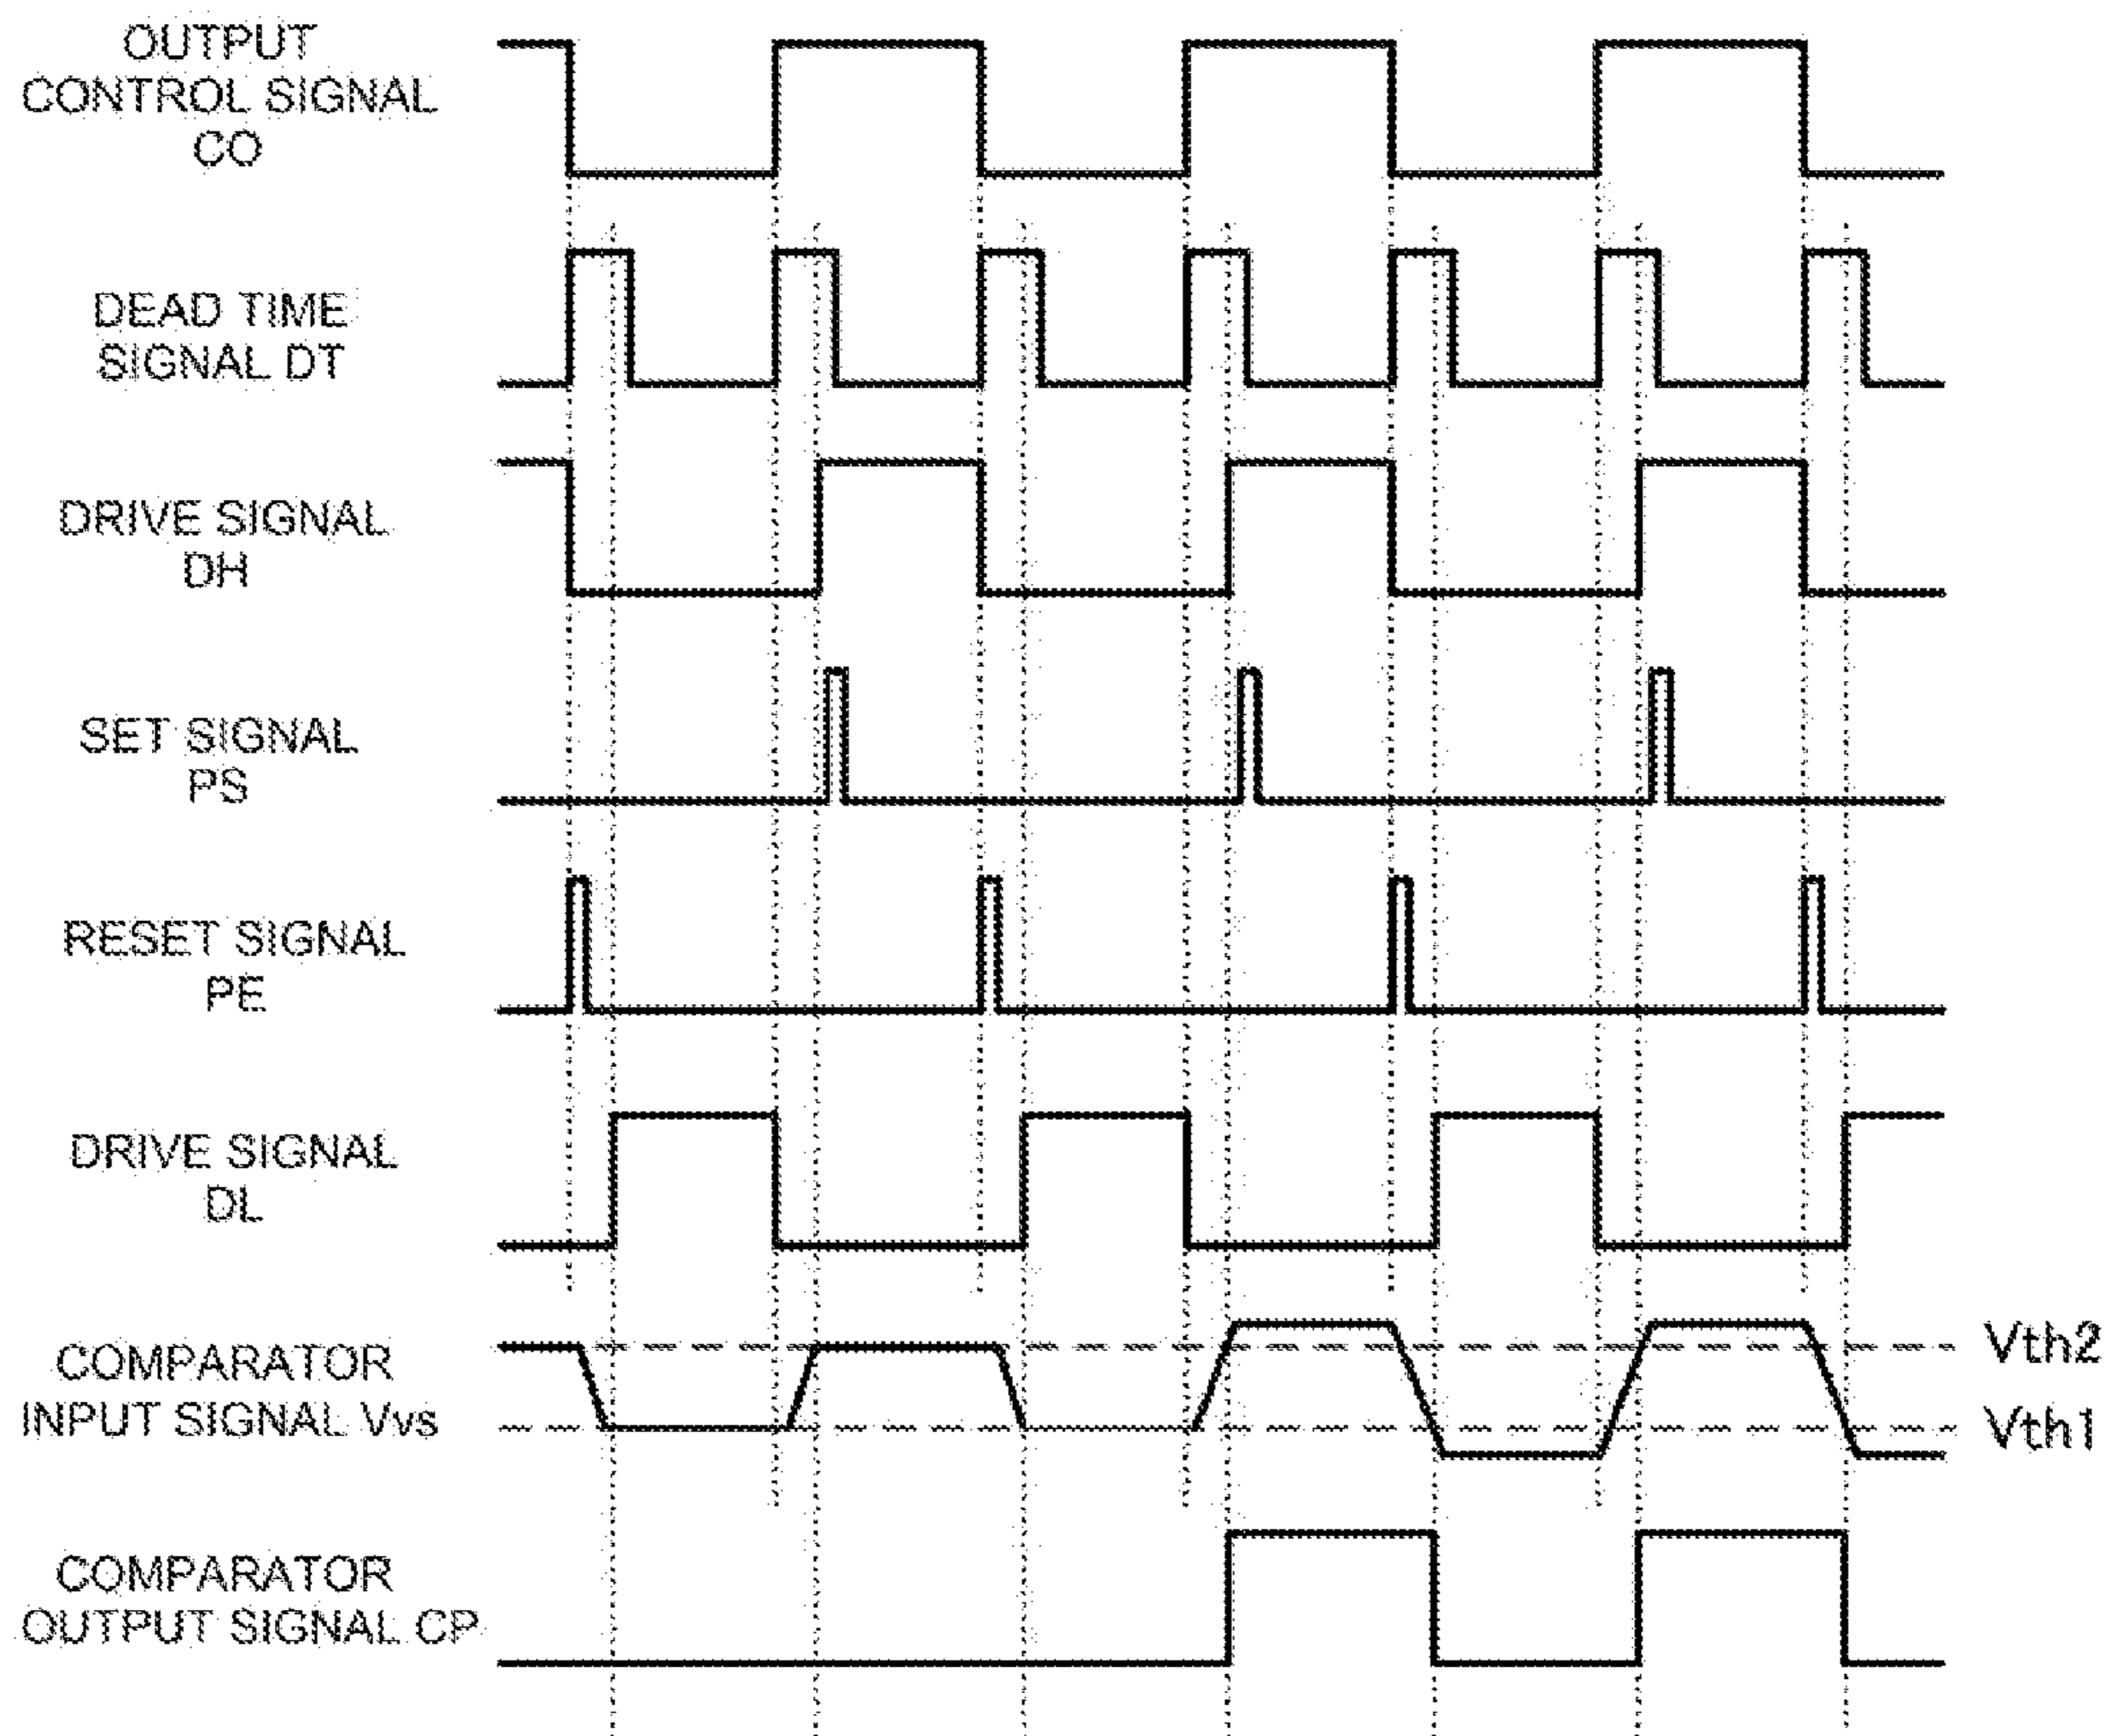 OUTPUT
CONTROL SIGNAL
CO
DEAD TIME
SIGNAL DT
DRIVE SIGNAL
DH
SET SIGNAL
PS
RESET SIGNAL
PE
DRIVE SIGNAL
DL
COMPARATOR
INPUT SIGNAL Vvs
Vth2
Vth1
COMPARATOR
OUTPUT SIGNAL CP